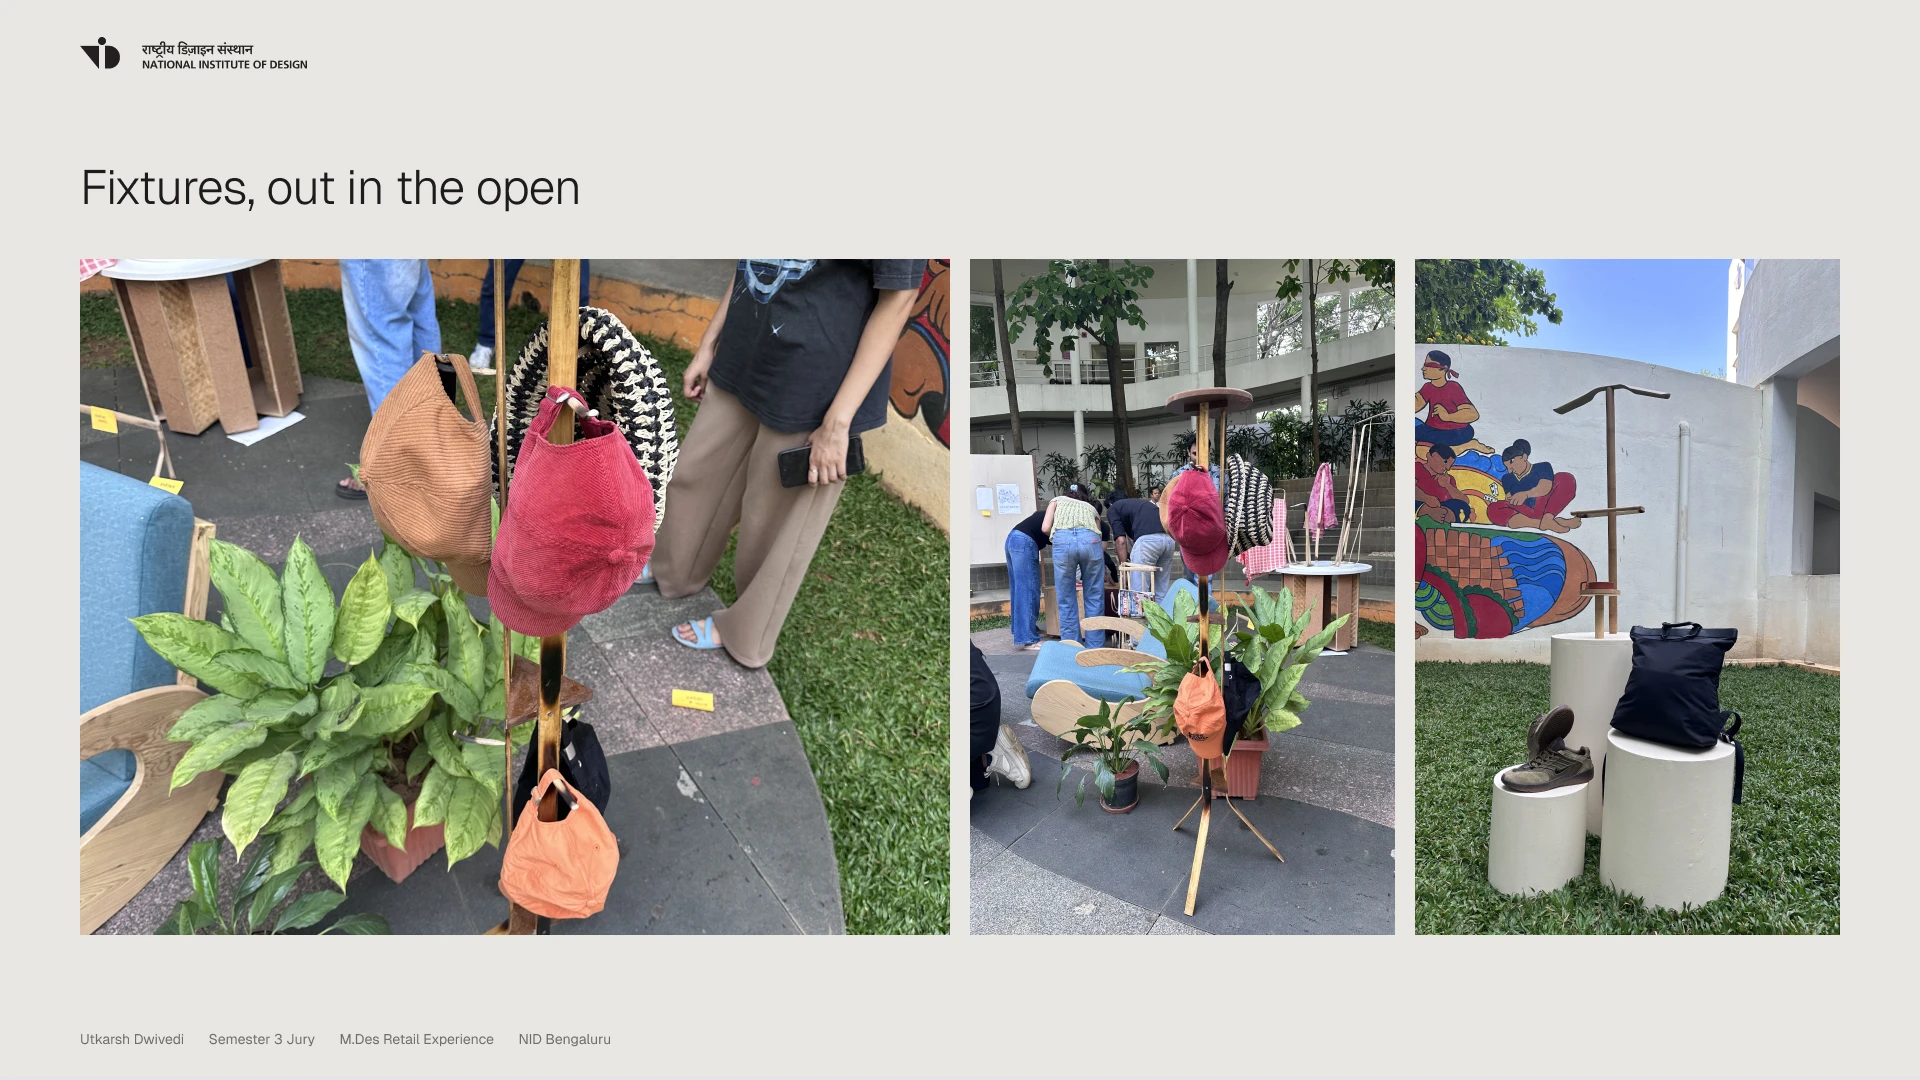 राष्ट्रीय डिज़ाइन संस्थान
NATIONAL INSTITUTE OF DESIGN
Fixtures, out in the open
Utkarsh Dwivedi Semester 3 Jury M.Des Retail Experience NID Bengaluru